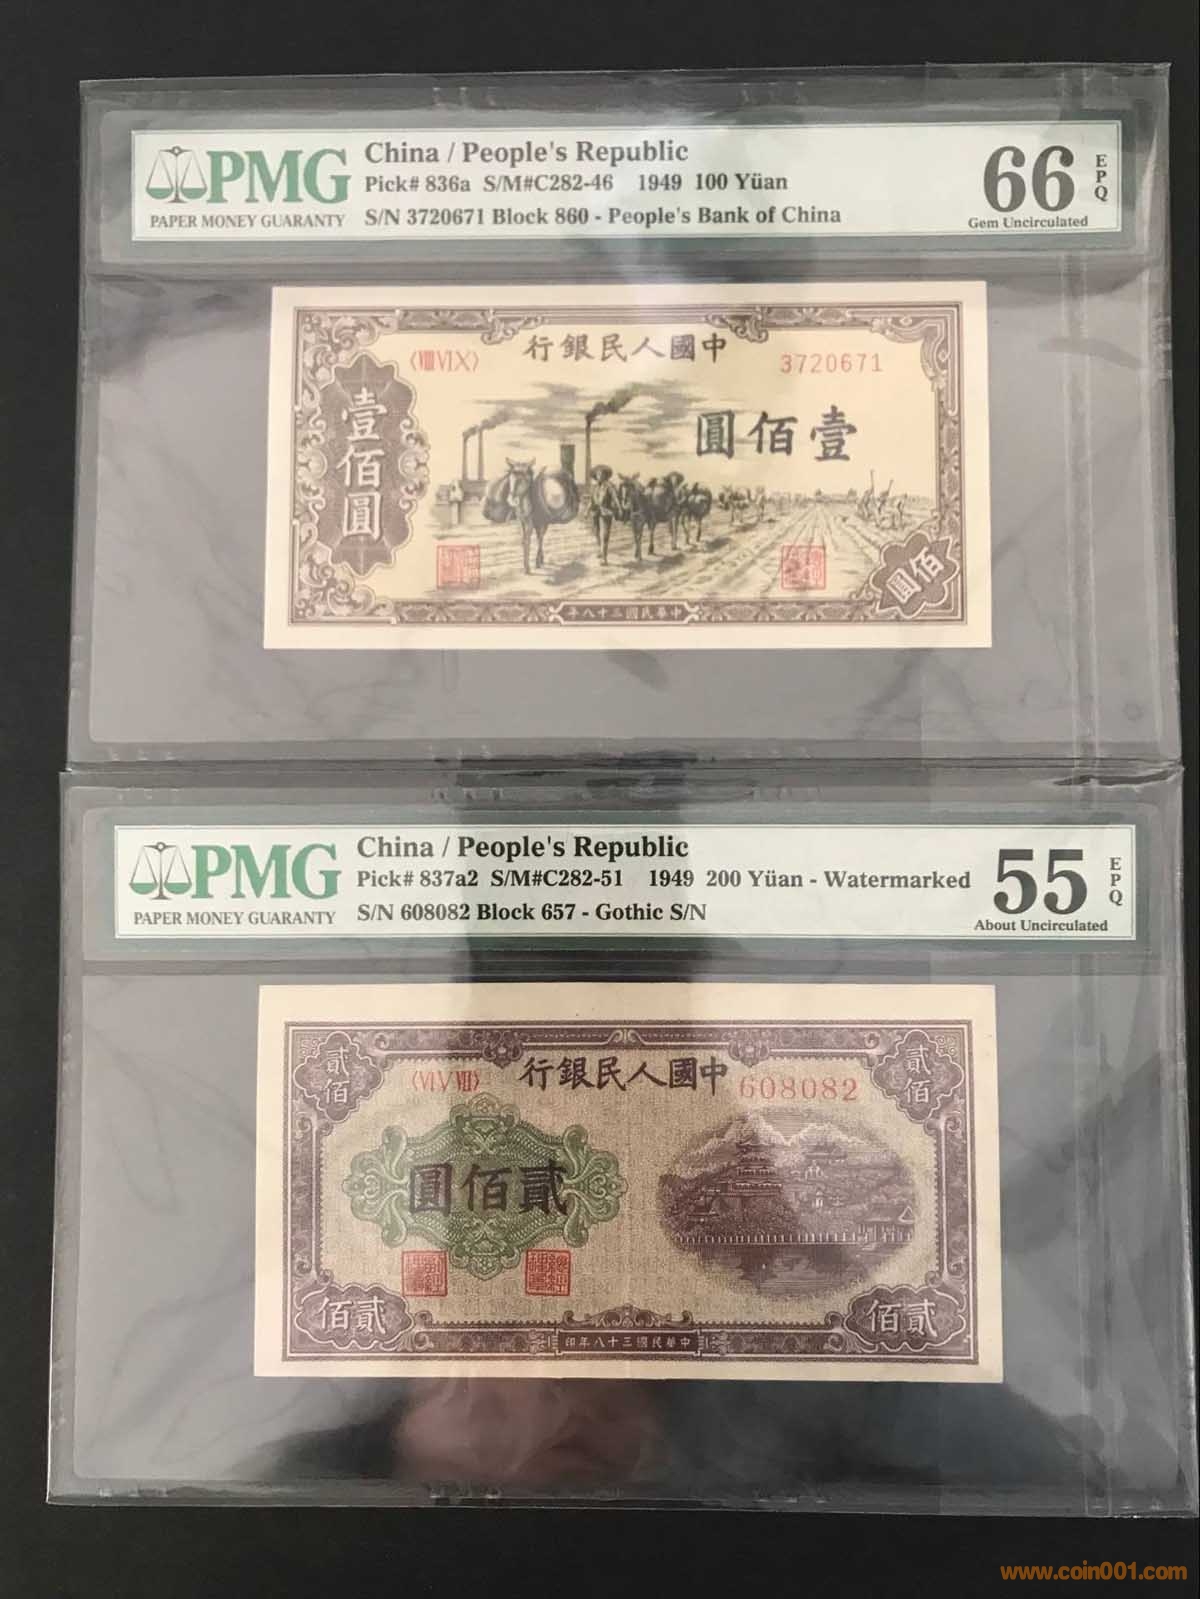 PMG
PAPER MONEY GUARANTY
China / People's Republic
Pick# 836a S/M#C282-46 1949 100 Yüan
S/N 3720671 Block 860 - People's Bank of China
66
EPQ
Gem Uncirculated
行銀民人國中
〈VIII VI X〉
3720671
圓佰壹
壹佰圓
圓佰
年八十三國民華中
PMG
PAPER MONEY GUARANTY
China / People's Republic
Pick# 837a2 S/M#C282-51 1949 200 Yüan - Watermarked
S/N 608082 Block 657 - Gothic S/N
55
EPQ
About Uncirculated
貳佰
貳佰
行銀民人國中
〈VI V VII〉
608082
圓佰貳
佰貳
佰貳
印年八十三國民華中
www.coin001.com